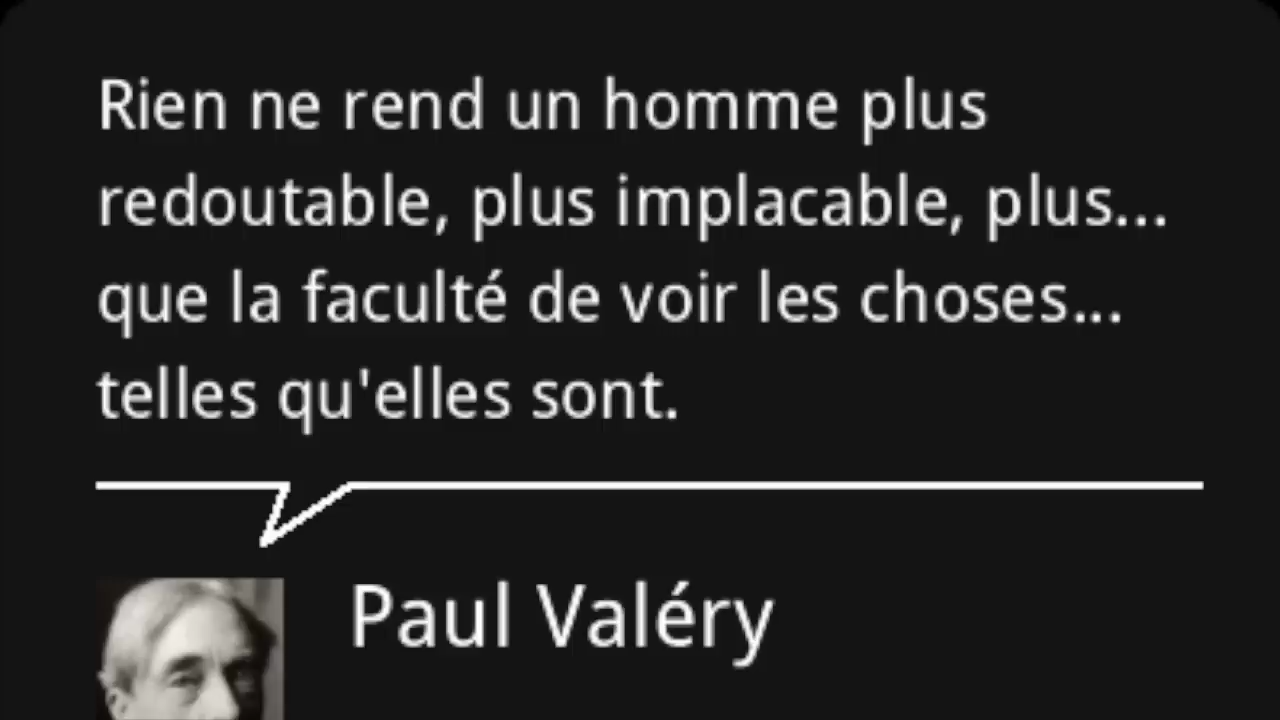 Rien ne rend un homme plus
redoutable, plus implacable, plus...
que la faculté de voir les choses...
telles qu'elles sont.
Paul Valéry